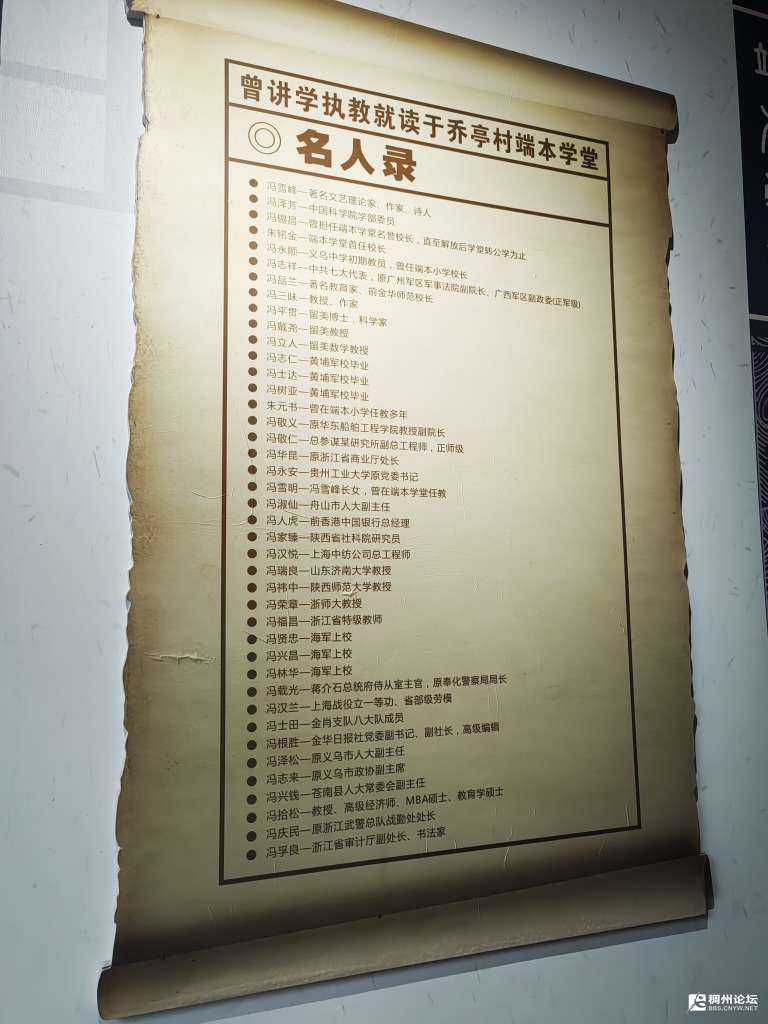 曾讲学执教就读于乔亭村端本学堂
◎ 名人录
● 冯雪峰—著名文艺理论家、作家、诗人
● 冯泽芳—中国科学院学部委员
● 冯锡昌—曾担任端本学堂名誉校长，直至解放后学堂转公学为止
● 朱铭金—端本学堂首任校长
● 冯永顺—义乌中学初期教员，曾任端本小学校长
● 冯志祥—中共七大代表，原广州军区军事法院副院长、广西军区副政委(正军级)
● 冯品兰—著名教育家、前金华师范校长
● 冯三昧—教授、作家
● 冯平贯—留美博士，科学家
● 冯戴尧—留美教授
● 冯立人—留美数学教授
● 冯志仁—黄埔军校毕业
● 冯士达—黄埔军校毕业
● 冯树亚—黄埔军校毕业
● 朱元书—曾在端本小学任教多年
● 冯敬义—原华东船舶工程学院教授副院长
● 冯敬仁—总参谋某研究所副总工程师，正师级
● 冯华昆—原浙江省商业厅处长
● 冯永安—贵州工业大学原党委书记
● 冯雪明—冯雪峰长女，曾在端本学堂任教
● 冯淑仙—舟山市人大副主任
● 冯人虎—前香港中国银行总经理
● 冯家臻—陕西省社科院研究员
● 冯汉悦—上海中纺公司总工程师
● 冯瑞良—山东济南大学教授
● 冯祎中—陕西师范大学教授
● 冯荣章—浙师大教授
● 冯福昌—浙江省特级教师
● 冯贤忠—海军上校
● 冯兴昌—海军上校
● 冯林华—海军上校
● 冯载光—蒋介石总统府侍从室主官，原奉化警察局局长
● 冯汉兰—上海战役立一等功、省部级劳模
● 冯士田—金肖支队八大队成员
● 冯根胜—金华日报社党委副书记、副社长，高级编辑
● 冯泽松—原义乌市人大副主任
● 冯志来—原义乌市政协副主席
● 冯兴钱—苍南县人大常委会副主任
● 冯拾松—教授、高级经济师、MBA硕士、教育学硕士
● 冯庆民—原浙江武警总队战勤处处长
● 冯孚良—浙江省审计厅副处长、书法家
稠州论坛
BBS.CNYW.NET